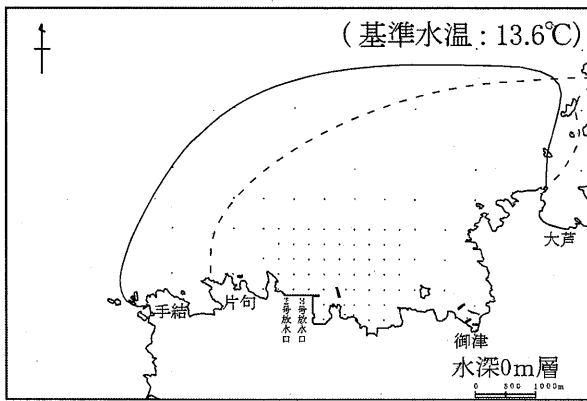 (基準水温:13.6℃)
大芦
手結
片句
1号放水口
2号放水口
御津
水深0m層
0 500 1000m